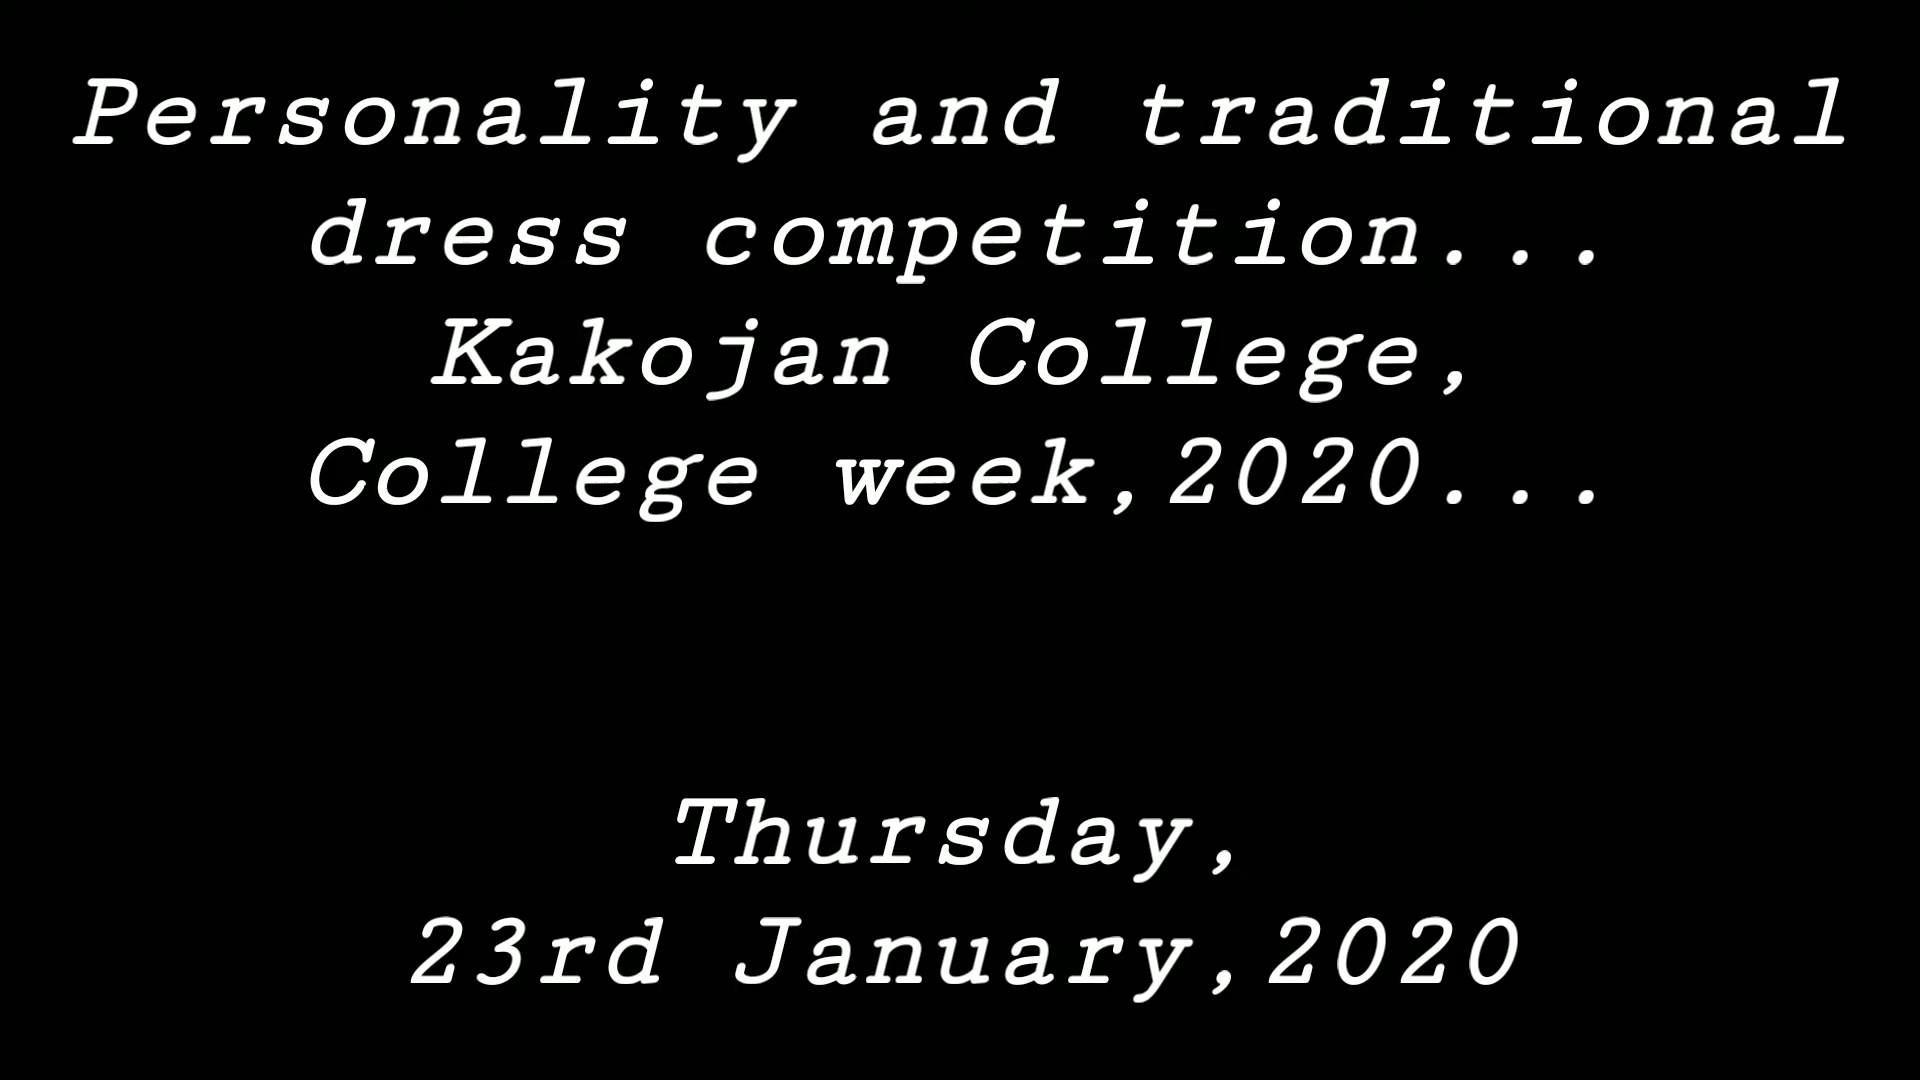 Personality and traditional
dress competition...
Kakojan College,
College week,2020...
Thursday,
23rd January,2020